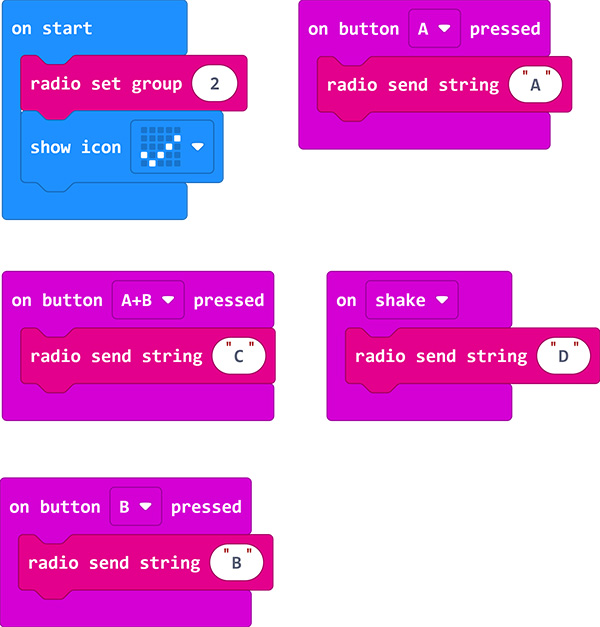 on start
radio set group 2
show icon
on button A pressed
radio send string "A"
on button A+B pressed
radio send string "C"
on shake
radio send string "D"
on button B pressed
radio send string "B"